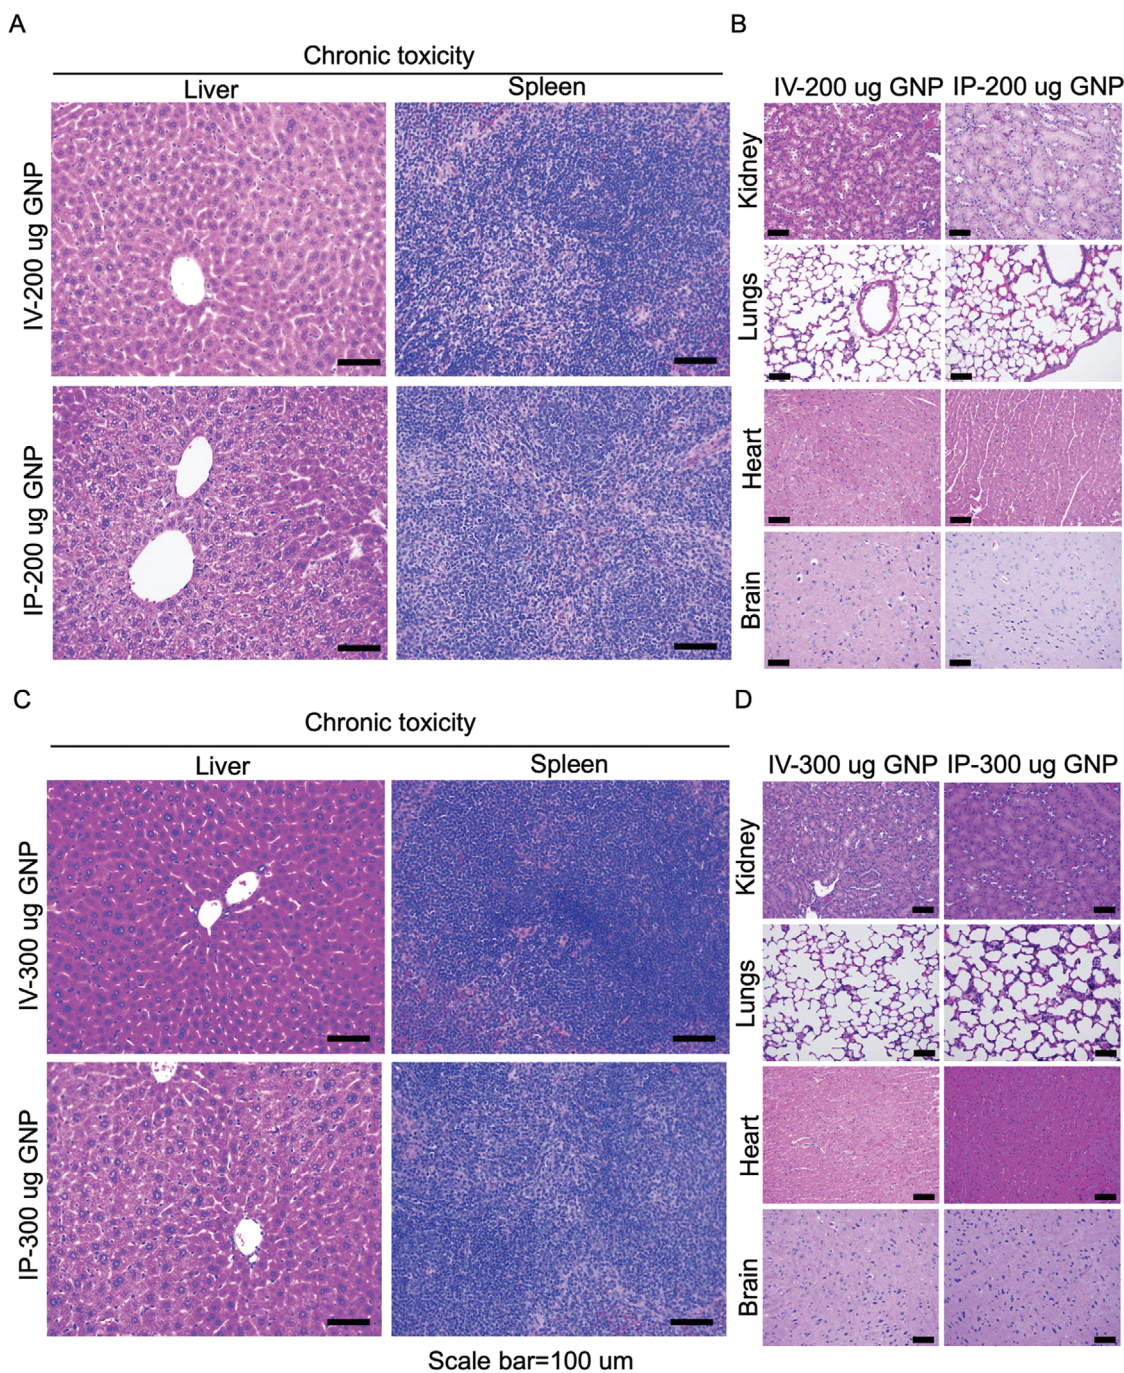 A
Chronic toxicity
Liver
Spleen
IV-200 ug GNP
IP-200 ug GNP
B
IV-200 ug GNP
IP-200 ug GNP
Kidney
Lungs
Heart
Brain
C
Chronic toxicity
Liver
Spleen
IV-300 ug GNP
IP-300 ug GNP
D
IV-300 ug GNP
IP-300 ug GNP
Kidney
Lungs
Heart
Brain
Scale bar=100 um